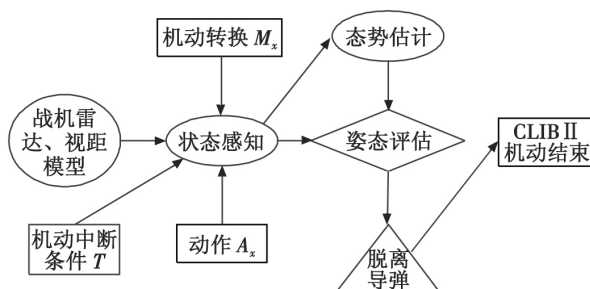 机动转换 Mₓ
态势估计
战机雷
达、视距
模型
状态感知
姿态评估
CLIB Ⅱ
机动结束
机动中断
条件 T
动作 Aₓ
脱离
导弹